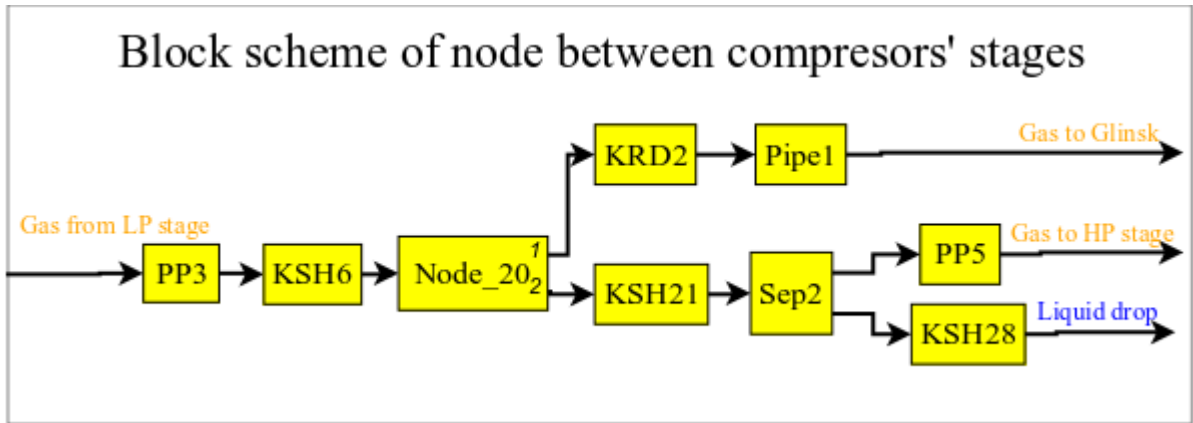 Block scheme of node between compresors' stages
Gas to Glinsk
KRD2
Pipe1
Gas from LP stage
Gas to HP stage
PP3
KSH6
Node_20
1
2
KSH21
Sep2
PP5
Liquid drop
KSH28